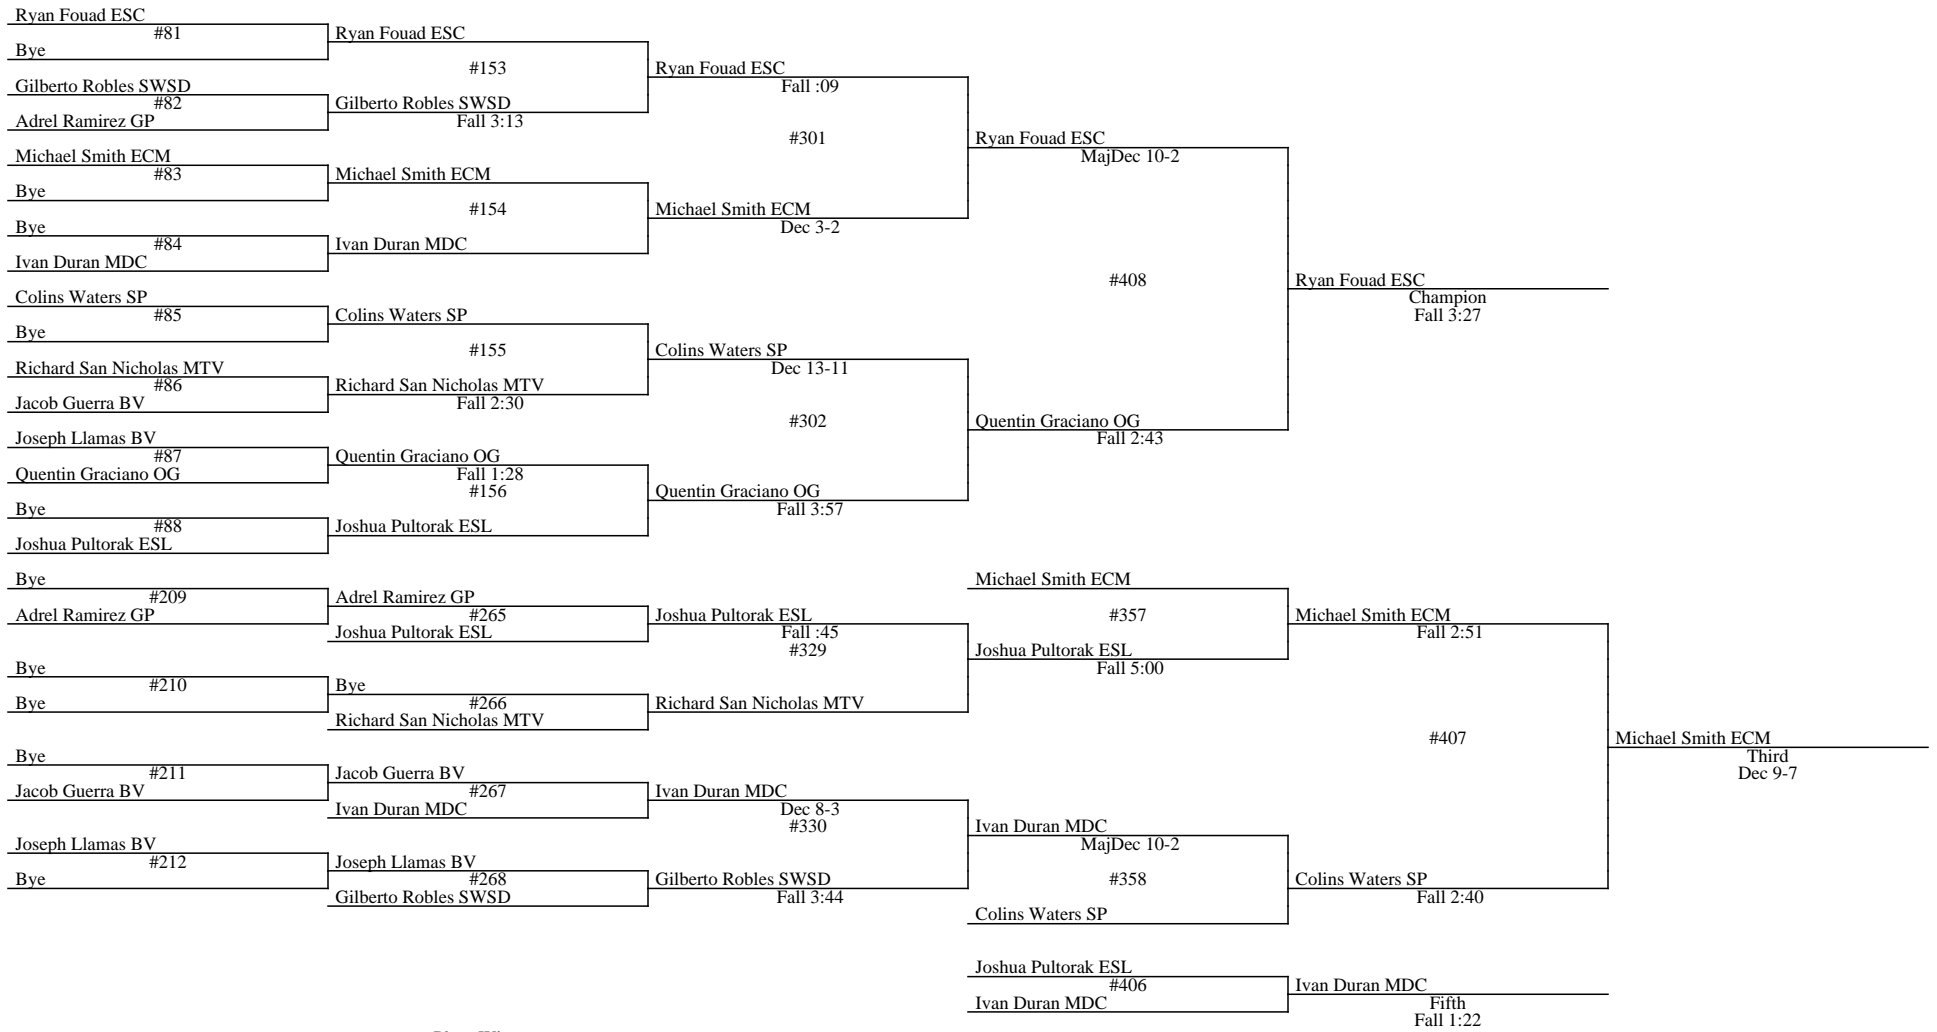 Ryan Fouad ESC
#81
Bye
Ryan Fouad ESC
#153
Gilberto Robles SWSD
#82
Adrel Ramirez GP
Gilberto Robles SWSD
Fall 3:13
Ryan Fouad ESC
Fall :09
#301
Michael Smith ECM
#83
Bye
Michael Smith ECM
#154
Bye
#84
Ivan Duran MDC
Ivan Duran MDC
Michael Smith ECM
Dec 3-2
Ryan Fouad ESC
MajDec 10-2
#408
Ryan Fouad ESC
Champion
Fall 3:27
Colins Waters SP
#85
Bye
Colins Waters SP
#155
Richard San Nicholas MTV
#86
Jacob Guerra BV
Richard San Nicholas MTV
Fall 2:30
Colins Waters SP
Dec 13-11
#302
Quentin Graciano OG
Fall 2:43
Joseph Llamas BV
#87
Quentin Graciano OG
Quentin Graciano OG
Fall 1:28
#156
Bye
#88
Joshua Pultorak ESL
Joshua Pultorak ESL
Quentin Graciano OG
Fall 3:57
Bye
#209
Adrel Ramirez GP
Adrel Ramirez GP
#265
Joshua Pultorak ESL
Joshua Pultorak ESL
Fall :45
#329
Bye
#210
Bye
Bye
#266
Richard San Nicholas MTV
Richard San Nicholas MTV
Michael Smith ECM
#357
Joshua Pultorak ESL
Fall 5:00
Michael Smith ECM
Fall 2:51
#407
Michael Smith ECM
Third
Dec 9-7
Bye
#211
Jacob Guerra BV
Jacob Guerra BV
#267
Ivan Duran MDC
Ivan Duran MDC
Dec 8-3
#330
Joseph Llamas BV
#212
Bye
Joseph Llamas BV
#268
Gilberto Robles SWSD
Gilberto Robles SWSD
Fall 3:44
Ivan Duran MDC
MajDec 10-2
#358
Colins Waters SP
Colins Waters SP
Fall 2:40
Joshua Pultorak ESL
#406
Ivan Duran MDC
Ivan Duran MDC
Fifth
Fall 1:22